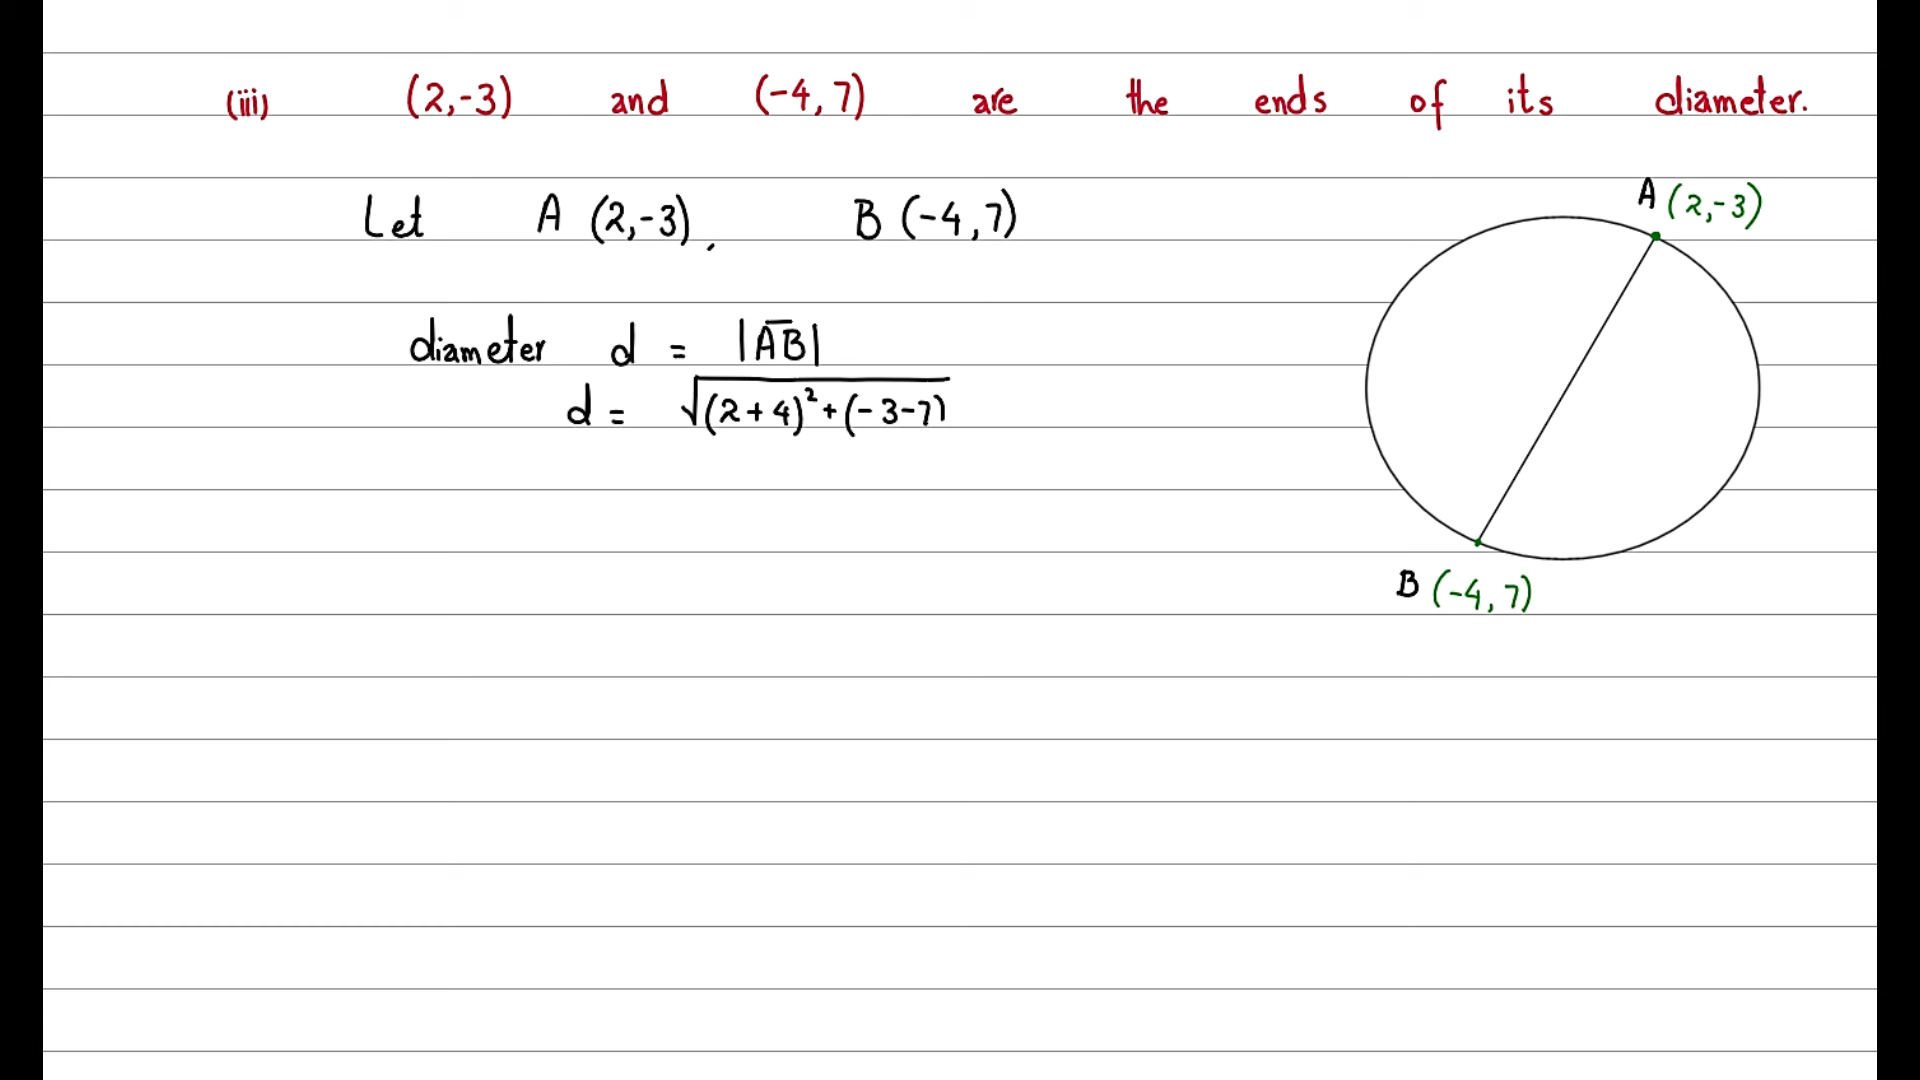 (iii) (2,-3) and (-4, 7) are the ends of its diameter.
Let A (2,-3), B (-4, 7)
diameter d = |A̅B̅|
d = √(2+4)²+(-3-7)
A (2,-3)
B (-4, 7)